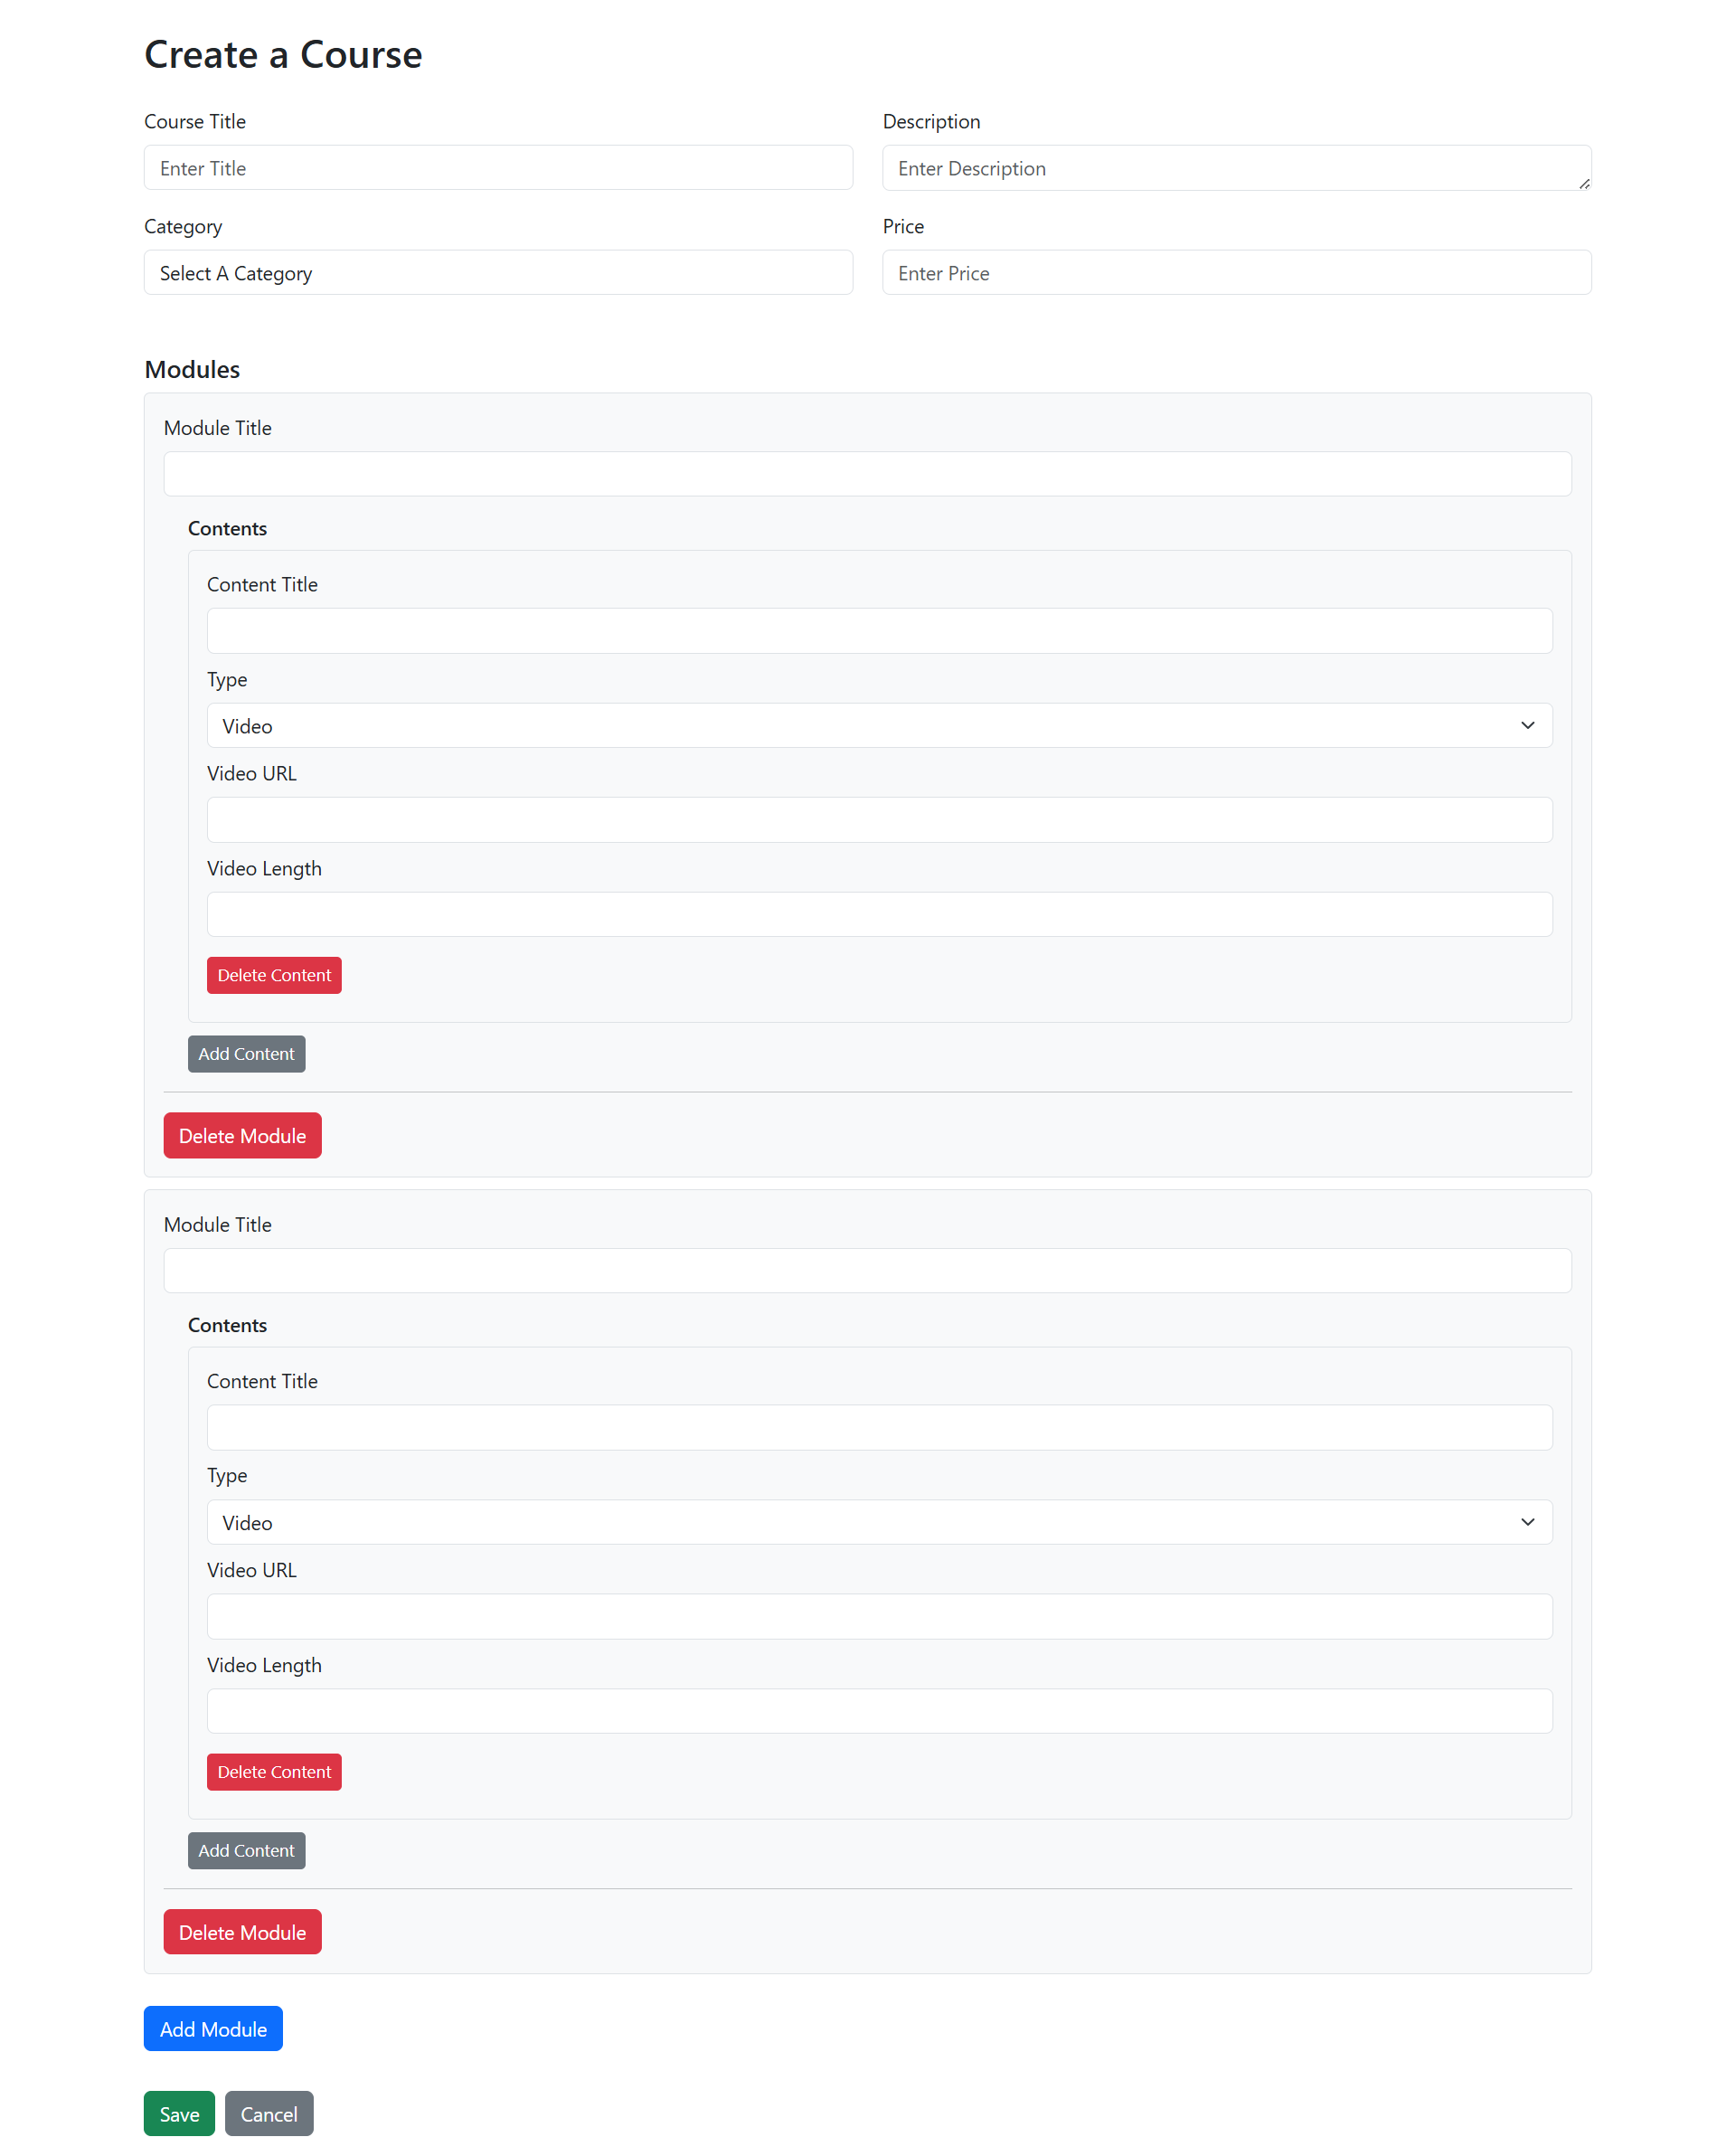 Create a Course
Course Title Description
Enter Title Enter Description
Category Price
Select A Category Enter Price
Modules
Module Title
Contents
Content Title
Type
Video
Video URL
Video Length
Delete Content
Add Content
Delete Module
Module Title
Contents
Content Title
Type
Video
Video URL
Video Length
Delete Content
Add Content
Delete Module
Add Module
Save Cancel